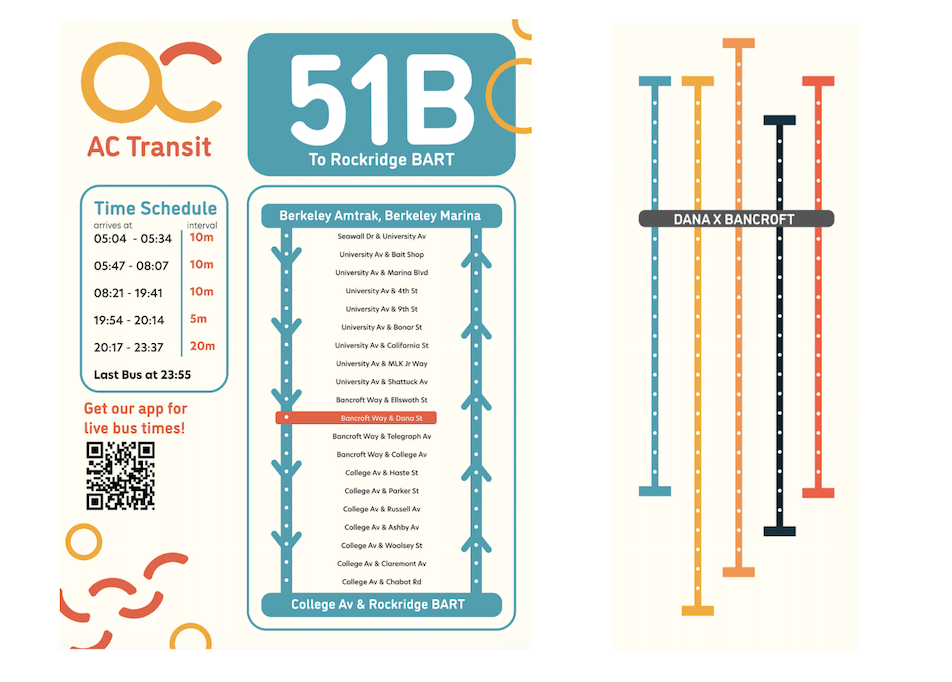 AC Transit
51B
To Rockridge BART
Time Schedule
arrives at interval
05:04 - 05:34 10m
05:47 - 08:07 10m
08:21 - 19:41 10m
19:54 - 20:14 5m
20:17 - 23:37 20m
Last Bus at 23:55
Get our app for
live bus times!
Berkeley Amtrak, Berkeley Marina
Seawall Dr & University Av
University Av & Bait Shop
University Av & Marina Blvd
University Av & 4th St
University Av & 9th St
University Av & Bonar St
University Av & California St
University Av & MLK Jr Way
University Av & Shattuck Av
Bancroft Way & Ellswoth St
Bancroft Way & Dana St
Bancroft Way & Telegraph Av
Bancroft Way & College Av
College Av & Haste St
College Av & Parker St
College Av & Russell Av
College Av & Ashby Av
College Av & Woolsey St
College Av & Claremont Av
College Av & Chabot Rd
College Av & Rockridge BART
DANA X BANCROFT